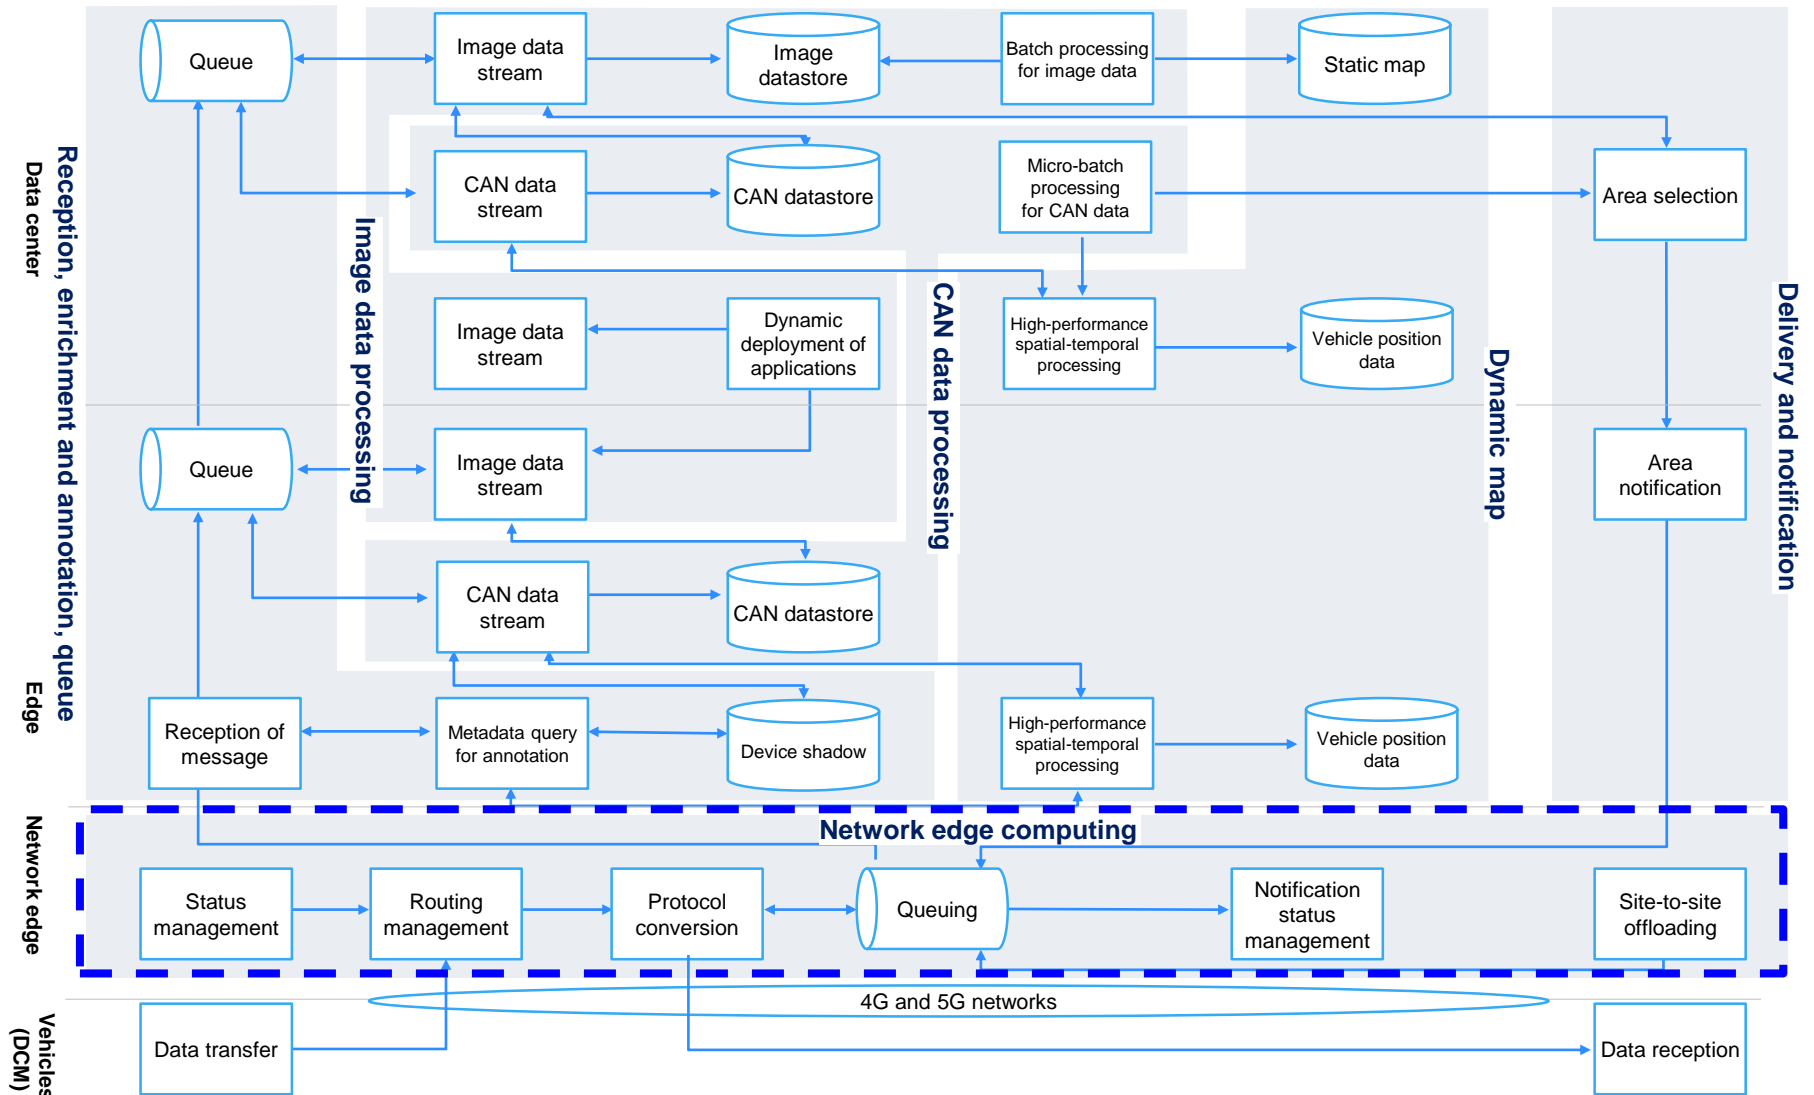 Queue
Image data
stream
Image
datastore
Batch processing
for image data
Static map
Data center
Reception, enrichment and annotation, queue
CAN data
stream
CAN datastore
Micro-batch
processing
for CAN data
Area selection
Image data processing
CAN data processing
Dynamic map
Delivery and notification
Image data
stream
Dynamic
deployment of
applications
High-performance
spatial-temporal
processing
Vehicle position
data
Queue
Image data
stream
Area
notification
CAN data
stream
CAN datastore
Edge
Reception of
message
Metadata query
for annotation
Device shadow
High-performance
spatial-temporal
processing
Vehicle position
data
Network edge
Network edge computing
Status
management
Routing
management
Protocol
conversion
Queuing
Notification
status
management
Site-to-site
offloading
4G and 5G networks
Vehicles
(DCM)
Data transfer
Data reception